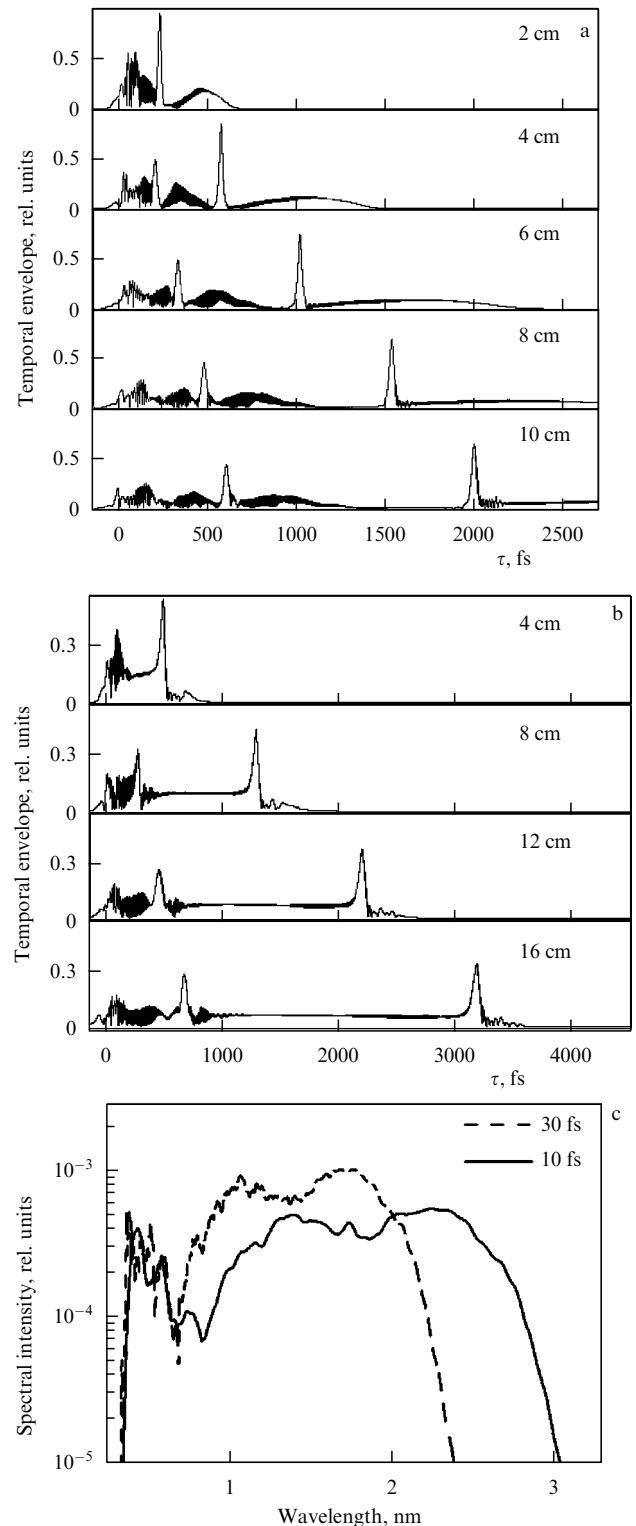 a
2 cm
0.5
0
4 cm
0.5
0
6 cm
0.5
0
8 cm
0.5
0
10 cm
0.5
0
0 500 1000 1500 2000 2500
τ, fs
Temporal envelope, rel. units
b
4 cm
0.3
0
8 cm
0.3
0
12 cm
0.3
0
16 cm
0.3
0
0 1000 2000 3000 4000
τ, fs
Temporal envelope, rel. units
c
30 fs
10 fs
10⁻³
10⁻⁴
10⁻⁵
Spectral intensity, rel. units
1 2 3
Wavelength, nm